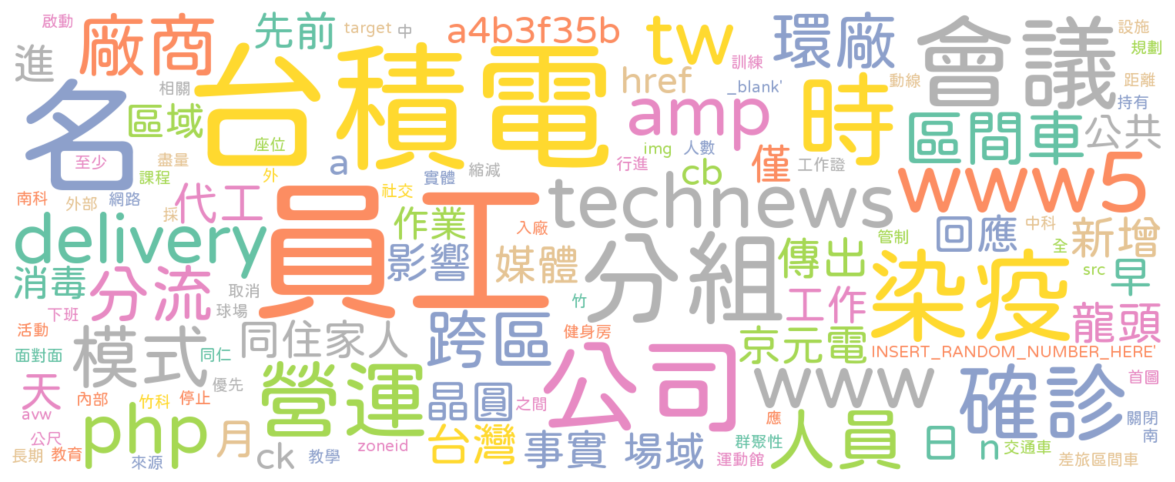 啟動
廠商
先前
target
中
a4b3f35b
tw
環廠
會議
設施
規劃
進
相關
台積電
href
訓練
_blank'
時
動線
距離
持有
名
區域
座位
amp
區間車
公共
至少
盡量
課程
外
a
img
人數
行進
cb
僅
工作證
www5
南科
外部
網路
採
代工
社交
實體
縮減
technews
delivery
員工
作業
影響
入廠
媒體
分組
傳出
管制
回應
中科
新增
全
src
早
消毒
分流
取消
球場
竹
工作
染疫
龍頭
下班
活動
面對面
模式
同仁
同住家人
跨區
健身房
公司
京元電
INSERT_RANDOM_NUMBER_HERE'
天
內部
竹科
停止
優先
營運
晶圓
之間
www
確診
首圖
avw
公尺
長期
教育
php
來源
月
ck
教學
zoneid
台灣
事實
場域
群聚性
運動館
應
人員
日
n
交通車
關閉
南
差旅區間車